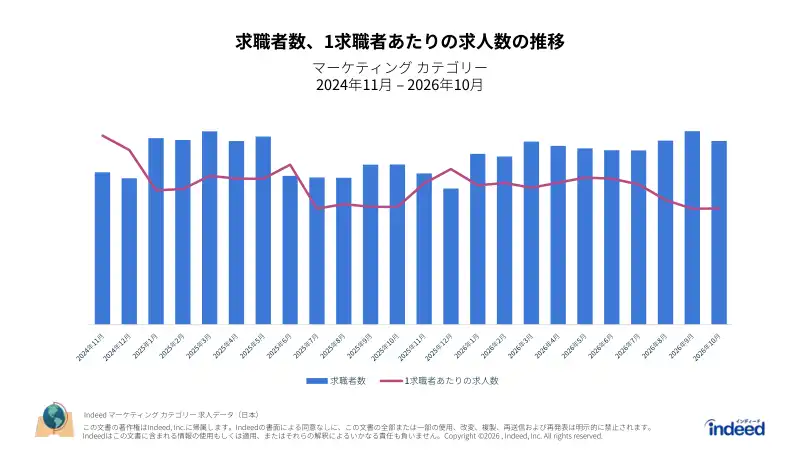 求職者数、1求職者あたりの求人数の推移
マーケティング カテゴリー
2024年11月 – 2026年10月
2024年11月
2024年12月
2025年1月
2025年2月
2025年3月
2025年4月
2025年5月
2025年6月
2025年7月
2025年8月
2025年9月
2025年10月
2025年11月
2025年12月
2026年1月
2026年2月
2026年3月
2026年4月
2026年5月
2026年6月
2026年7月
2026年8月
2026年9月
2026年10月
求職者数
1求職者あたりの求人数
Indeed マーケティング カテゴリー 求人データ（日本）
この文書の著作権はIndeed, Inc.に帰属します。Indeedの書面による同意なしに、この文書の全部または一部の使用、改変、複製、再送信および再発表は明示的に禁止されます。
Indeedはこの文書に含まれる情報の使用もしくは適用、またはそれらの解釈によるいかなる責任も負いません。Copyright ©2026 , Indeed, Inc. All rights reserved.
インディード
indeed